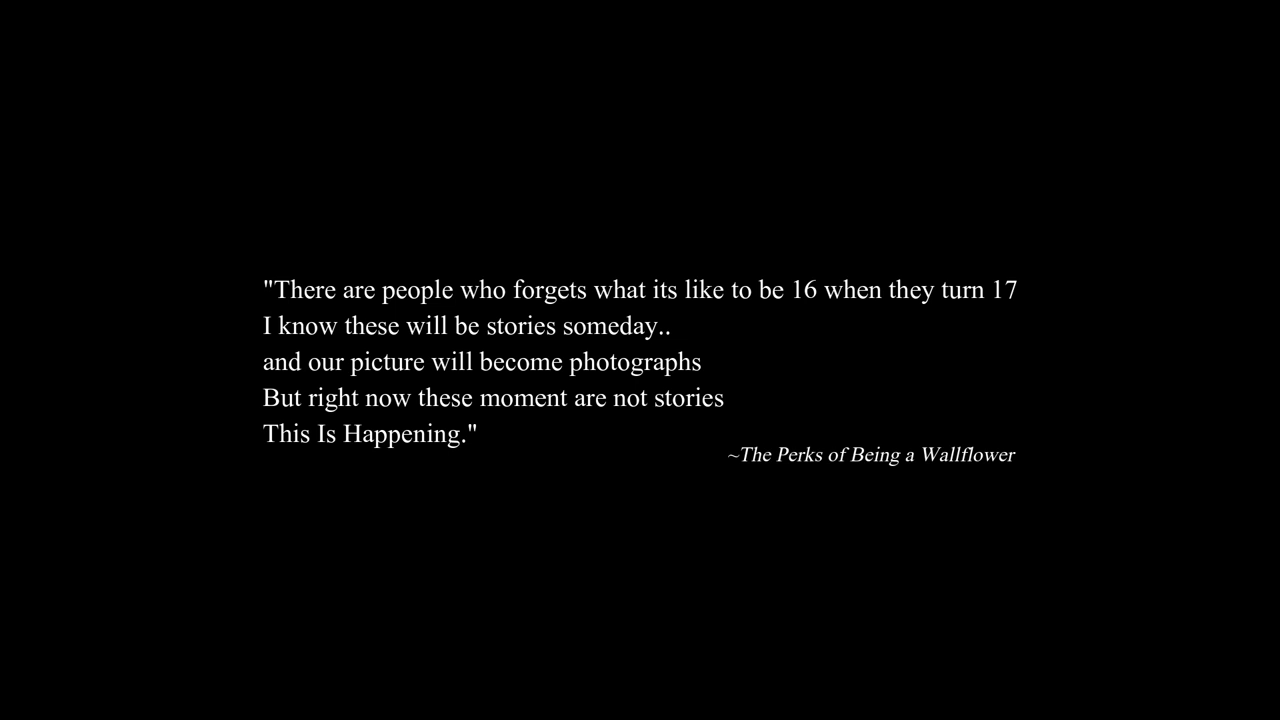 "There are people who forgets what its like to be 16 when they turn 17
I know these will be stories someday..
and our picture will become photographs
But right now these moment are not stories
This Is Happening."
~The Perks of Being a Wallflower